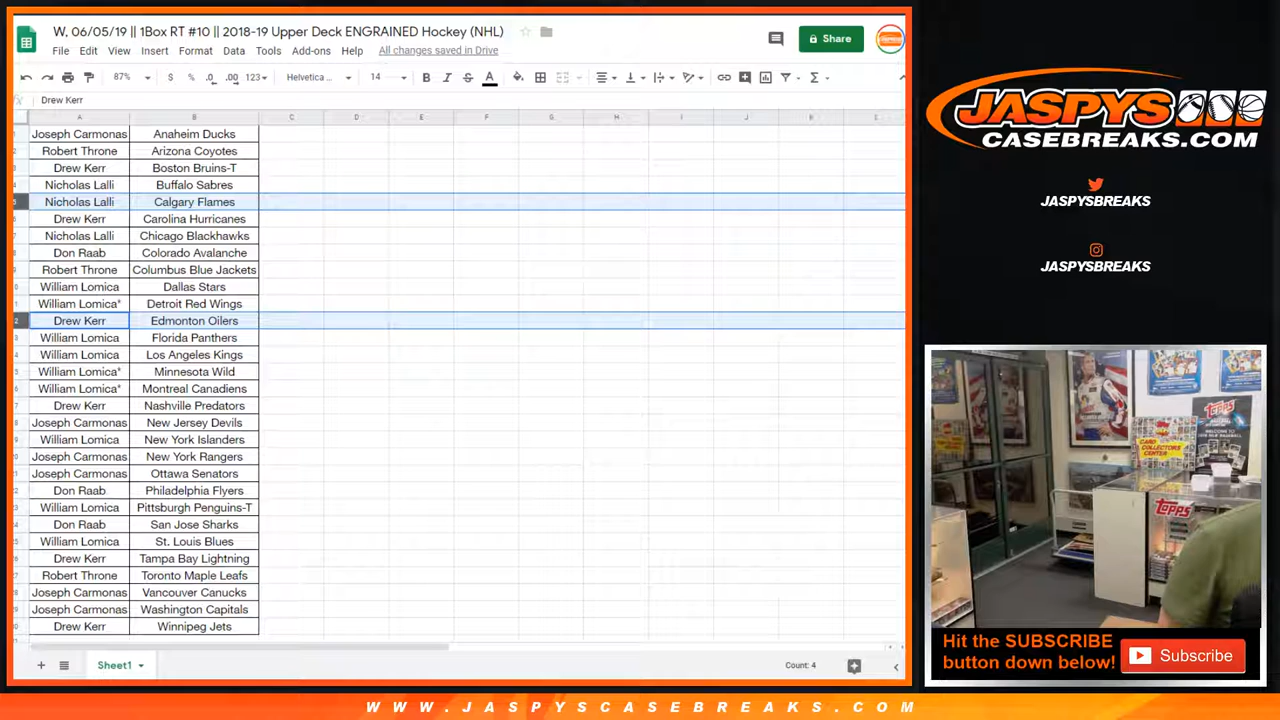 W, 06/05/19 || 1Box RT #10 || 2018-19 Upper Deck ENGRAINED Hockey (NHL)
File Edit View Insert Format Data Tools Add-ons Help All changes saved in Drive
Share
87% $ % .0 .00 123 Helvetica ... 14 B I S A
fx Drew Kerr
A B C D E F G H I J K
Joseph Carmonas Anaheim Ducks
Robert Throne Arizona Coyotes
Drew Kerr Boston Bruins-T
Nicholas Lalli Buffalo Sabres
Nicholas Lalli Calgary Flames
Drew Kerr Carolina Hurricanes
Nicholas Lalli Chicago Blackhawks
Don Raab Colorado Avalanche
Robert Throne Columbus Blue Jackets
William Lomica Dallas Stars
William Lomica* Detroit Red Wings
Drew Kerr Edmonton Oilers
William Lomica Florida Panthers
William Lomica Los Angeles Kings
William Lomica* Minnesota Wild
William Lomica* Montreal Canadiens
Drew Kerr Nashville Predators
Joseph Carmonas New Jersey Devils
William Lomica New York Islanders
Joseph Carmonas New York Rangers
Joseph Carmonas Ottawa Senators
Don Raab Philadelphia Flyers
William Lomica Pittsburgh Penguins-T
Don Raab San Jose Sharks
William Lomica St. Louis Blues
Drew Kerr Tampa Bay Lightning
Robert Throne Toronto Maple Leafs
Joseph Carmonas Vancouver Canucks
Joseph Carmonas Washington Capitals
Drew Kerr Winnipeg Jets
Sheet1
Count: 4
JASPYS
CASEBREAKS.COM
JASPYSBREAKS
JASPYSBREAKS
topps
CARD
COLLECTORS
CENTER
topps
Hit the SUBSCRIBE
button down below!
Subscribe
WWW.JASPYSCASEBREAKS.COM